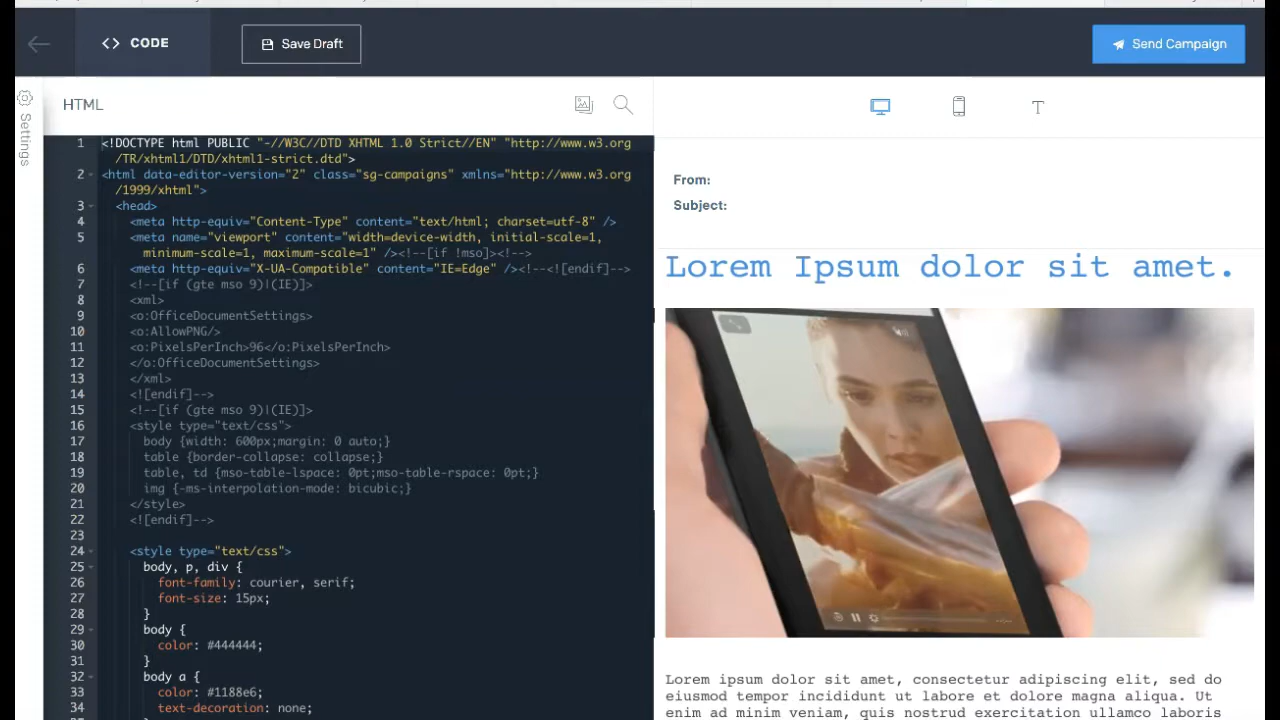 <> CODE
Save Draft
Send Campaign
Settings
HTML
T
1 <!DOCTYPE html PUBLIC "-//W3C//DTD XHTML 1.0 Strict//EN" "http://www.w3.org
/TR/xhtml1/DTD/xhtml1-strict.dtd">
2 <html data-editor-version="2" class="sg-campaigns" xmlns="http://www.w3.org
/1999/xhtml">
3 <head>
4 <meta http-equiv="Content-Type" content="text/html; charset=utf-8" />
5 <meta name="viewport" content="width=device-width, initial-scale=1,
minimum-scale=1, maximum-scale=1" /><!--[if !mso]><!-->
6 <meta http-equiv="X-UA-Compatible" content="IE=Edge" /><!--<![endif]-->
7 <!--[if (gte mso 9)|(IE)]>
8 <xml>
9 <o:OfficeDocumentSettings>
10 <o:AllowPNG/>
11 <o:PixelsPerInch>96</o:PixelsPerInch>
12 </o:OfficeDocumentSettings>
13 </xml>
14 <![endif]-->
15 <!--[if (gte mso 9)|(IE)]>
16 <style type="text/css">
17 body {width: 600px;margin: 0 auto;}
18 table {border-collapse: collapse;}
19 table, td {mso-table-lspace: 0pt;mso-table-rspace: 0pt;}
20 img {-ms-interpolation-mode: bicubic;}
21 </style>
22 <![endif]-->
23
24 <style type="text/css">
25 body, p, div {
26 font-family: courier, serif;
27 font-size: 15px;
28 }
29 body {
30 color: #444444;
31 }
32 body a {
33 color: #1188e6;
34 text-decoration: none;
From:
Subject:
Lorem Ipsum dolor sit amet.
Lorem ipsum dolor sit amet, consectetur adipiscing elit, sed do
eiusmod tempor incididunt ut labore et dolore magna aliqua. Ut
enim ad minim veniam, quis nostrud exercitation ullamco laboris